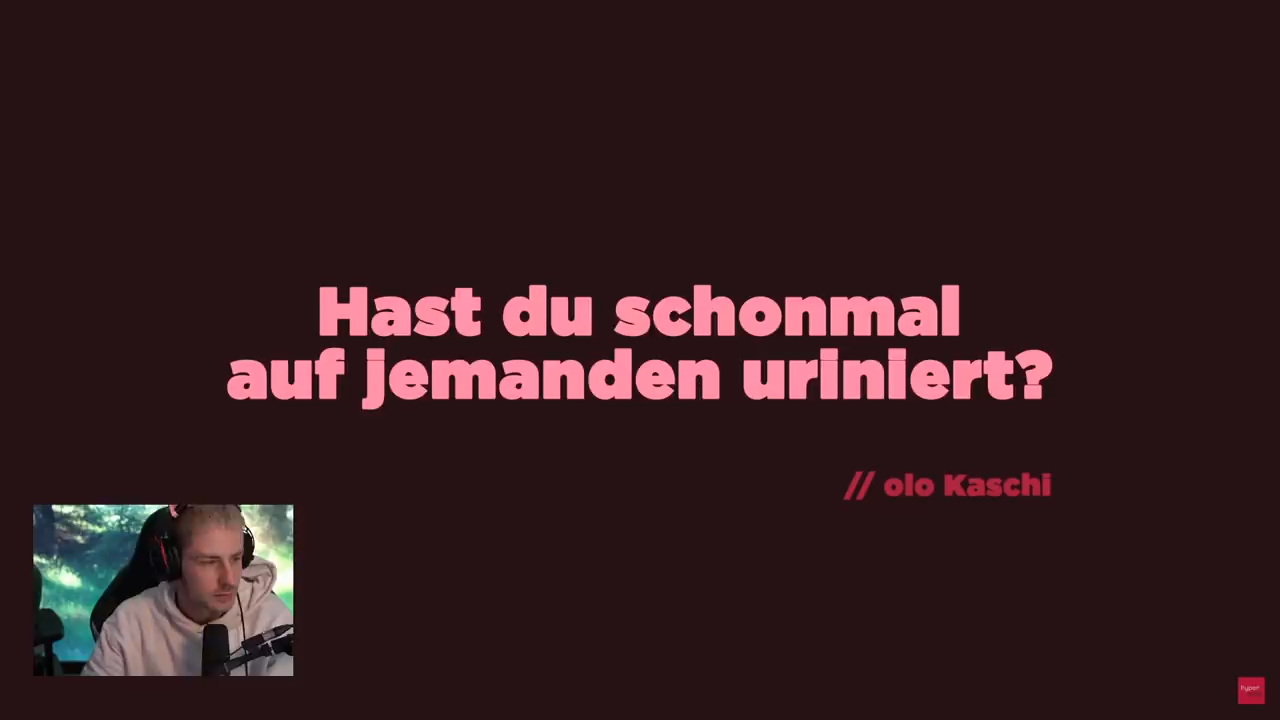 Hast du schonmal
auf jemanden uriniert?
// olo Kaschi